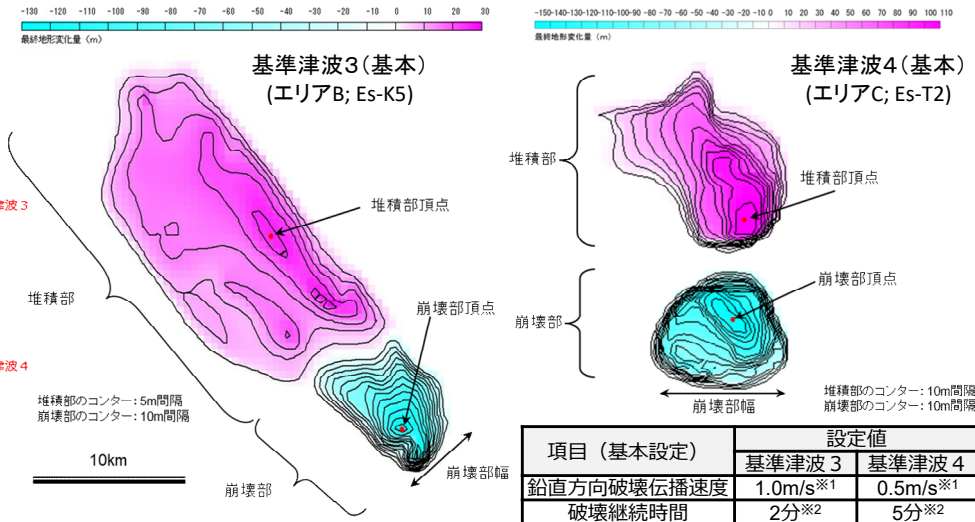 -130 -120 -110 -100 -90 -80 -70 -60 -50 -40 -30 -20 -10 0 10 20 30
最終地形変化量（m）
基準津波3（基本）
(エリアB; Es-K5)
堆積部頂点
津波３
堆積部
崩壊部頂点
津波４
堆積部のコンター：5m間隔
崩壊部のコンター：10m間隔
10km
崩壊部幅
崩壊部
-150-140-130-120-110-100-90 -80 -70 -60 -50 -40 -30 -20 -10 0 10 20 30 40 50 60 70 80 90 100 110
最終地形変化量（m）
基準津波4（基本）
(エリアC; Es-T2)
堆積部
堆積部頂点
崩壊部頂点
崩壊部
崩壊部幅
堆積部のコンター：10m間隔
崩壊部のコンター：10m間隔
項目（基本設定） 設定値
基準津波３ 基準津波４
鉛直方向破壊伝播速度 1.0m/s※1 0.5m/s※1
破壊継続時間 2分※2 5分※2